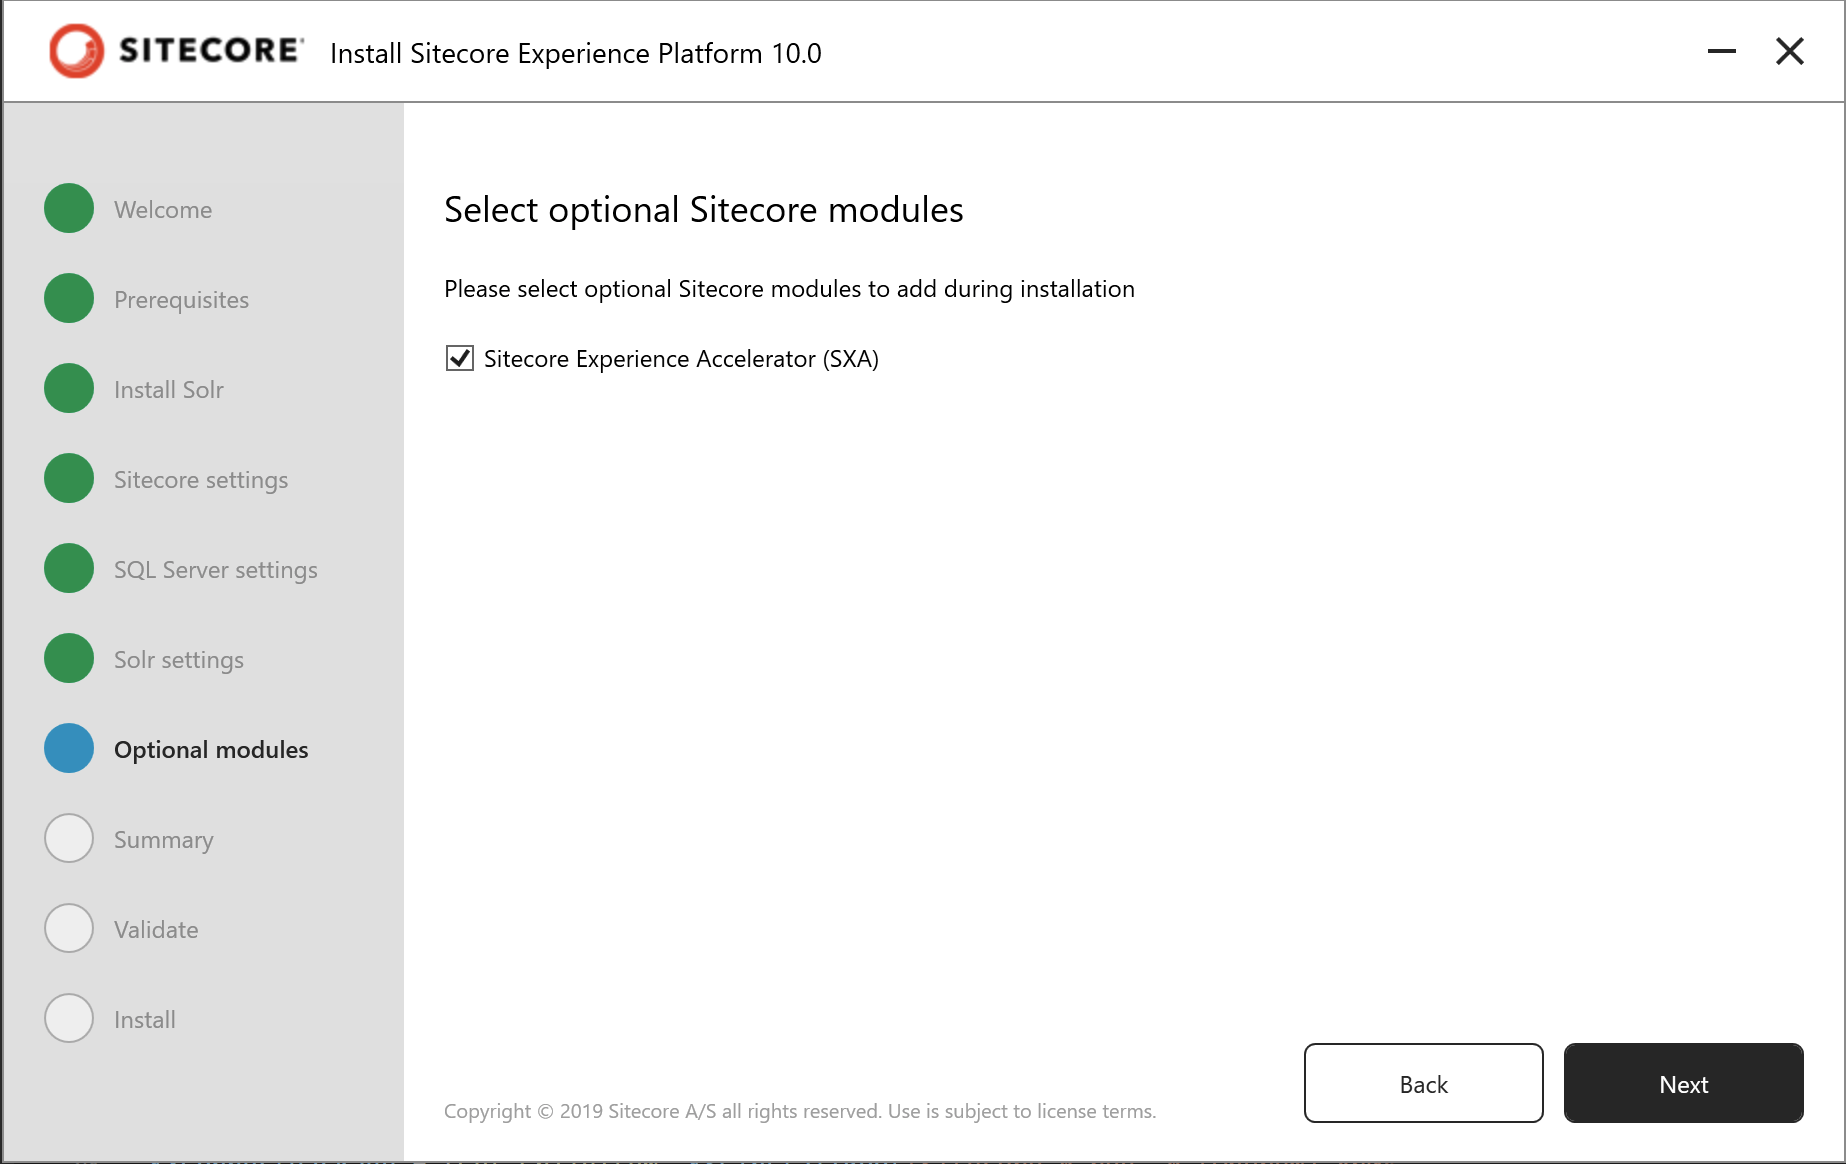 SITECORE Install Sitecore Experience Platform 10.0
Welcome
Prerequisites
Install Solr
Sitecore settings
SQL Server settings
Solr settings
Optional modules
Summary
Validate
Install
Select optional Sitecore modules
Please select optional Sitecore modules to add during installation
Sitecore Experience Accelerator (SXA)
Back
Next
Copyright © 2019 Sitecore A/S all rights reserved. Use is subject to license terms.